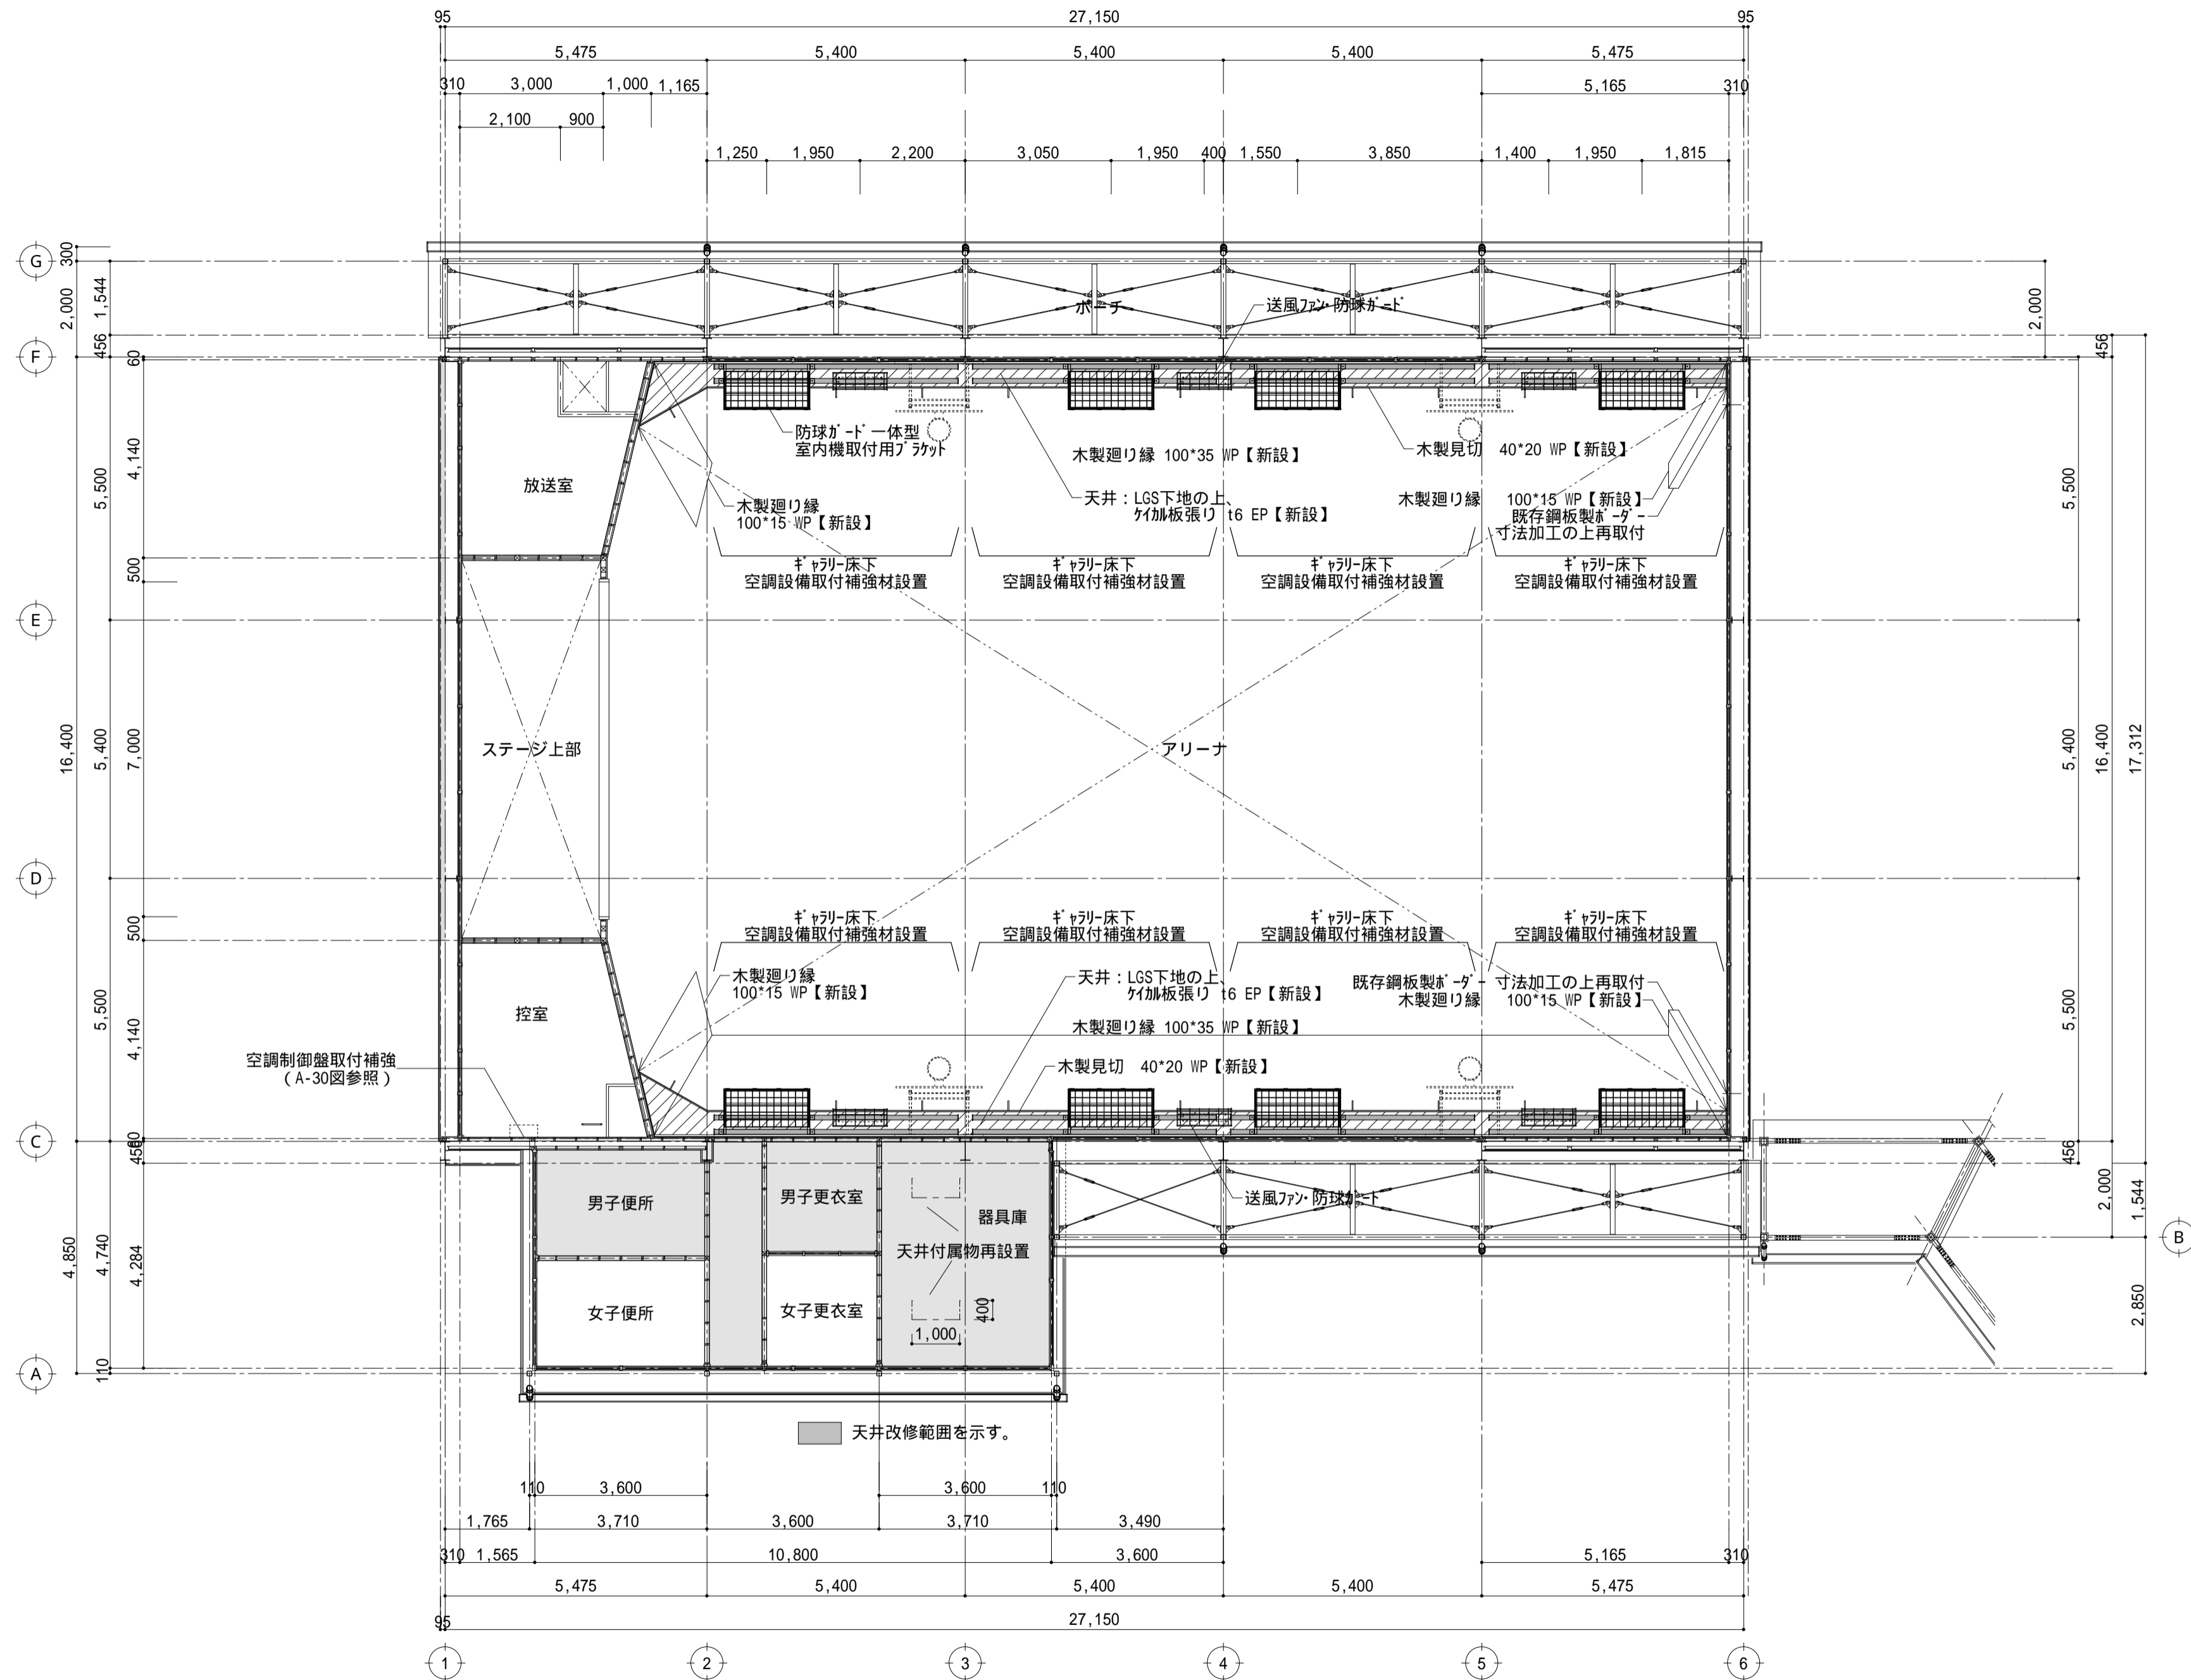 95 27,150 95
5,475 5,400 5,400 5,400 5,475
310 3,000 1,000 1,165 5,165 310
2,100 900
1,250 1,950 2,200 3,050 1,950 400 1,550 3,850 1,400 1,950 1,815
G
300
2,000
1,544
456
ポーチ
送風ファン・防球ガード
2,000
456
F
60
防球ガード一体型
室内機取付用ブラケット
木製廻り縁 100*35 WP【新設】
木製見切 40*20 WP【新設】
4,140
5,500
放送室
木製廻り縁
100*15 WP【新設】
天井：LGS下地の上、
ケイカル板張り t6 EP【新設】
木製廻り縁 100*15 WP【新設】
既存鋼板製ボーダー
寸法加工の上再取付
5,500
500
ギャラリー床下
空調設備取付補強材設置
ギャラリー床下
空調設備取付補強材設置
ギャラリー床下
空調設備取付補強材設置
ギャラリー床下
空調設備取付補強材設置
E
16,400
5,400
7,000
ステージ上部
アリーナ
5,400
16,400
17,312
D
500
ギャラリー床下
空調設備取付補強材設置
ギャラリー床下
空調設備取付補強材設置
ギャラリー床下
空調設備取付補強材設置
ギャラリー床下
空調設備取付補強材設置
5,500
4,140
控室
木製廻り縁
100*15 WP【新設】
天井：LGS下地の上、
ケイカル板張り t6 EP【新設】
既存鋼板製ボーダー 寸法加工の上再取付
木製廻り縁 100*15 WP【新設】
5,500
木製廻り縁 100*35 WP【新設】
空調制御盤取付補強
（A-30図参照）
木製見切 40*20 WP【新設】
C
60
456
456
男子便所
男子更衣室
器具庫
送風ファン・防球ガード
2,000
1,544
B
4,850
4,740
4,284
天井付属物再設置
女子便所
女子更衣室
400
1,000
2,850
A
110
天井改修範囲を示す。
110 3,600 3,600 110
1,765 3,710 3,600 3,710 3,490
310 1,565 10,800 3,600 5,165 310
5,475 5,400 5,400 5,400 5,475
95 27,150
1 2 3 4 5 6